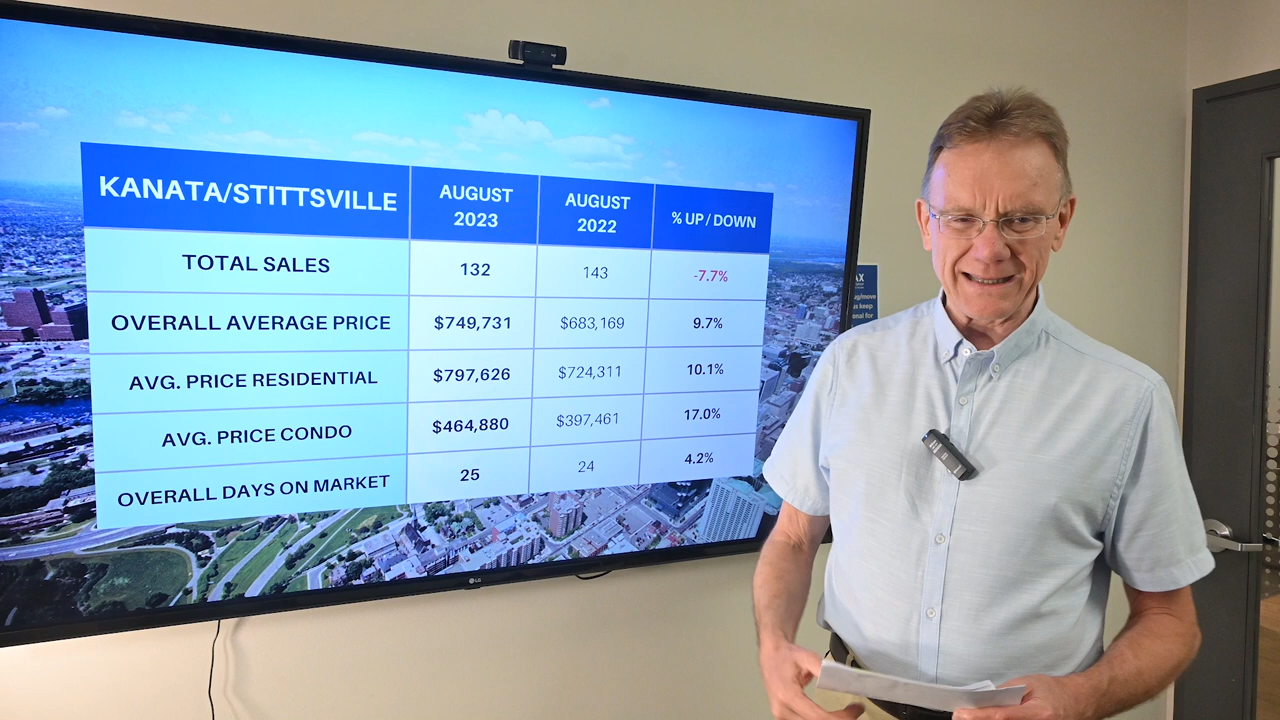 KANATA/STITTSVILLE AUGUST 2023 AUGUST 2022 % UP / DOWN
TOTAL SALES 132 143 -7.7%
OVERALL AVERAGE PRICE $749,731 $683,169 9.7%
AVG. PRICE RESIDENTIAL $797,626 $724,311 10.1%
AVG. PRICE CONDO $464,880 $397,461 17.0%
OVERALL DAYS ON MARKET 25 24 4.2%
LG